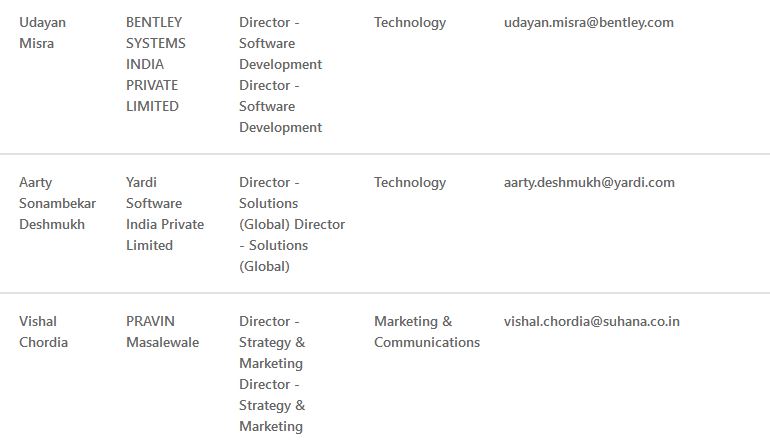 Udayan Misra
BENTLEY SYSTEMS INDIA PRIVATE LIMITED
Director - Software Development Director - Software Development
Technology
udayan.misra@bentley.com
Aarty Sonambekar Deshmukh
Yardi Software India Private Limited
Director - Solutions (Global) Director - Solutions (Global)
Technology
aarty.deshmukh@yardi.com
Vishal Chordia
PRAVIN Masalewale
Director - Strategy & Marketing Director - Strategy & Marketing
Marketing & Communications
vishal.chordia@suhana.co.in